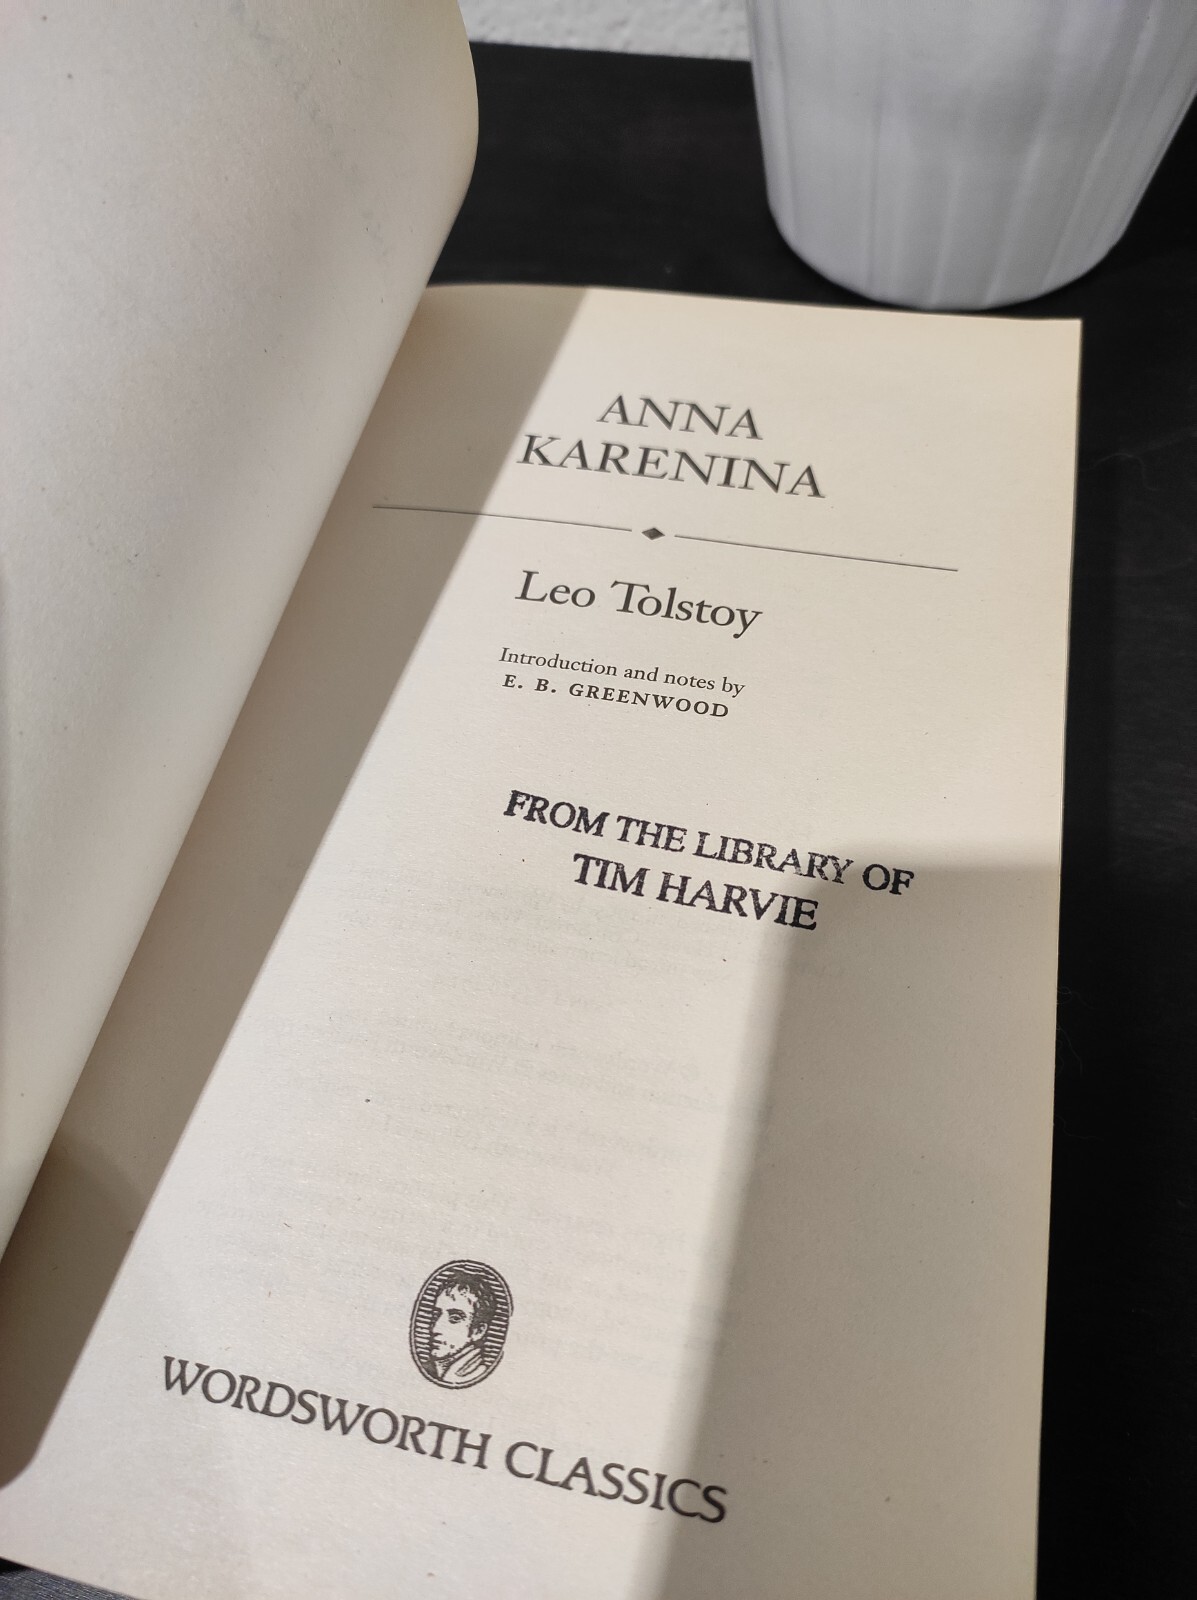 ANNA
KARENINA
Leo Tolstoy
Introduction and notes by
E. B. GREENWOOD
FROM THE LIBRARY OF
TIM HARVIE
WORDSWORTH CLASSICS